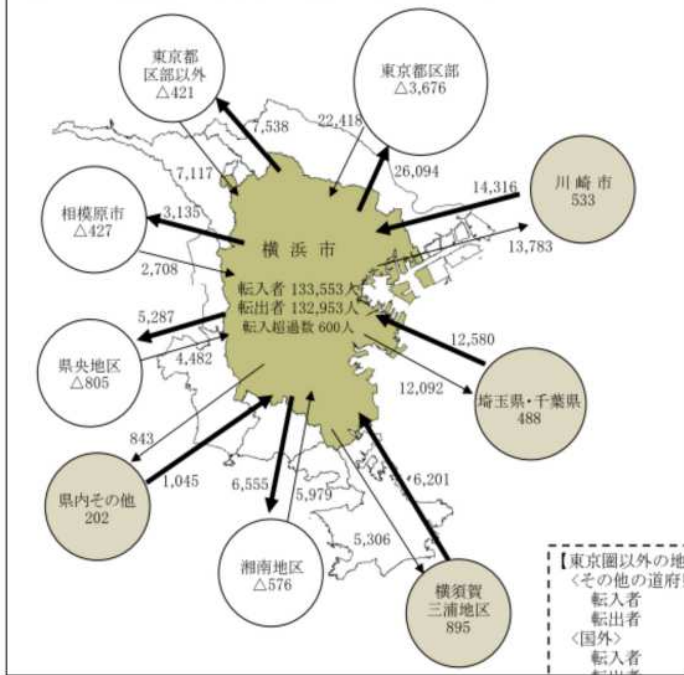 東京都
区部以外
△421
東京都区部
△3,676
7,538
22,418
7,117
26,094
川崎市
533
14,316
13,783
相模原市
△427
3,135
2,708
横浜市
転入者 133,553人
転出者 132,953人
転入超過数 600人
5,287
4,482
県央地区
△805
12,580
12,092
埼玉県・千葉県
488
843
1,045
県内その他
202
6,555
5,979
湘南地区
△576
6,201
5,306
横須賀
三浦地区
895
【東京圏以外の地
<その他の道府
転入者
転出者
<国外>
転入者